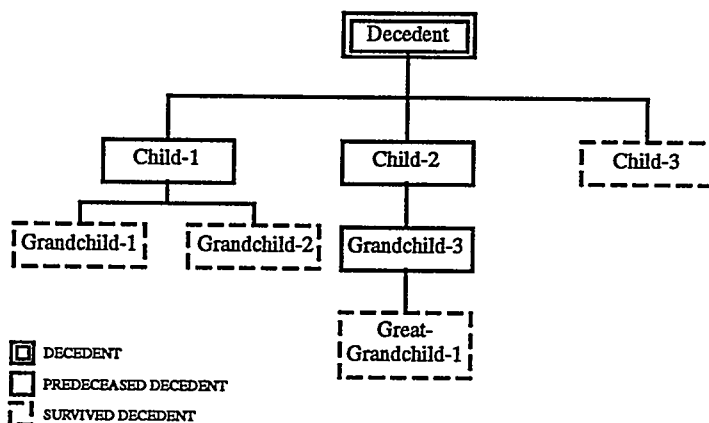 Decedent
Child-1
Child-2
Child-3
Grandchild-1
Grandchild-2
Grandchild-3
Great-
Grandchild-1
DECEDENT
PREDECEASED DECEDENT
SURVIVED DECEDENT